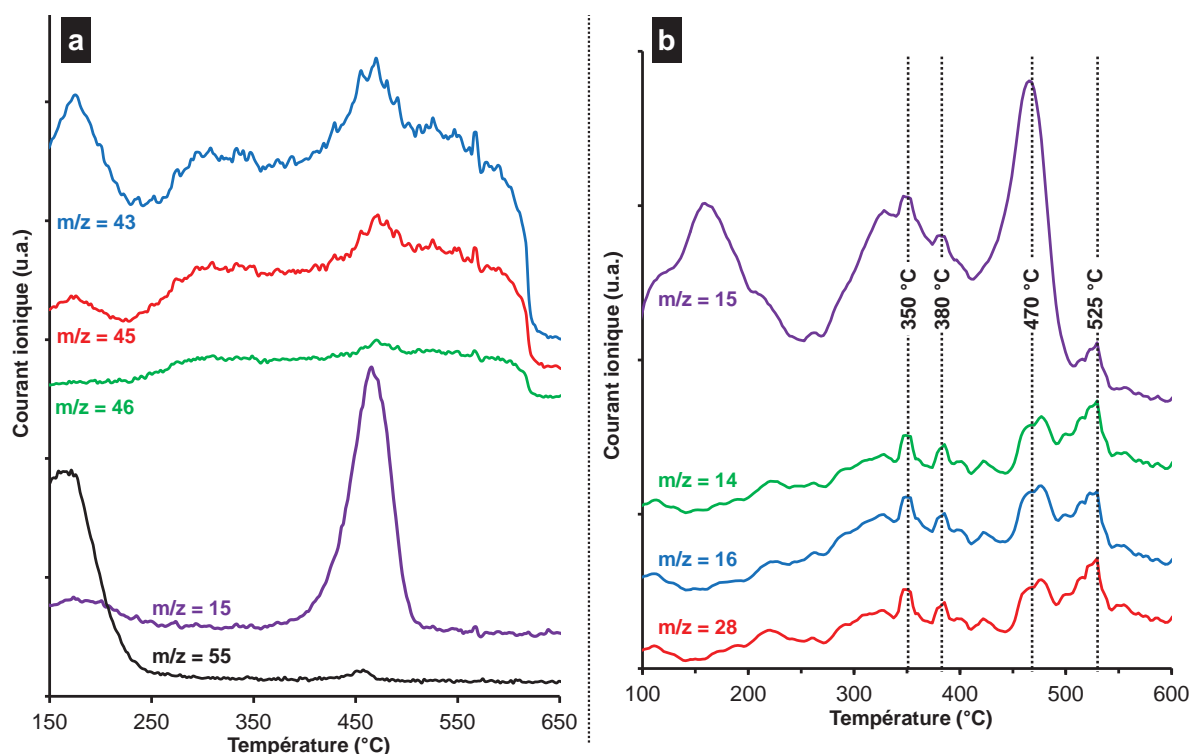 a
Courant ionique (u.a.)
m/z = 43
m/z = 45
m/z = 46
m/z = 15
m/z = 55
150
250
350
450
550
650
Température (°C)
b
Courant ionique (u.a.)
350 °C
380 °C
470 °C
525 °C
m/z = 15
m/z = 14
m/z = 16
m/z = 28
100
200
300
400
500
600
Température (°C)